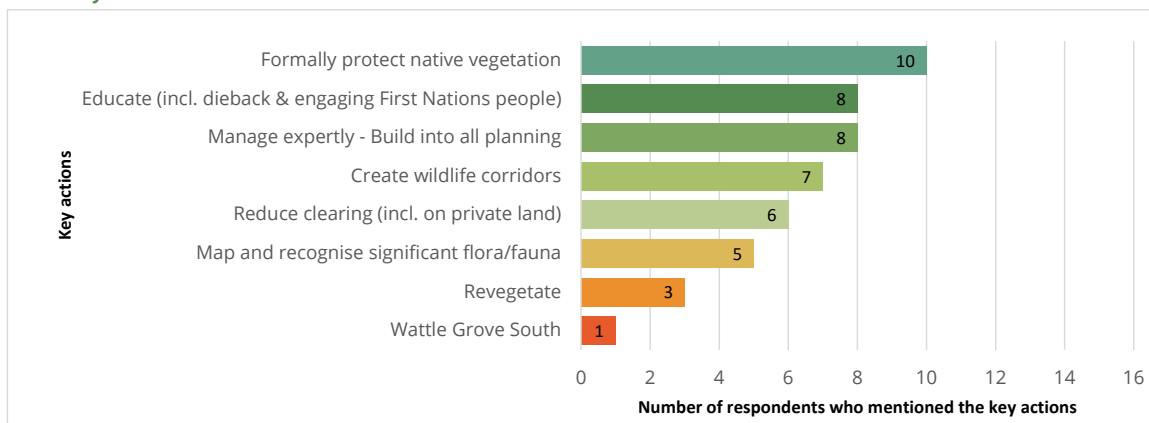 Formally protect native vegetation 10
Educate (incl. dieback & engaging First Nations people) 8
Manage expertly - Build into all planning 8
Create wildlife corridors 7
Reduce clearing (incl. on private land) 6
Map and recognise significant flora/fauna 5
Revegetate 3
Wattle Grove South 1
Key actions
0 2 4 6 8 10 12 14 16
Number of respondents who mentioned the key actions